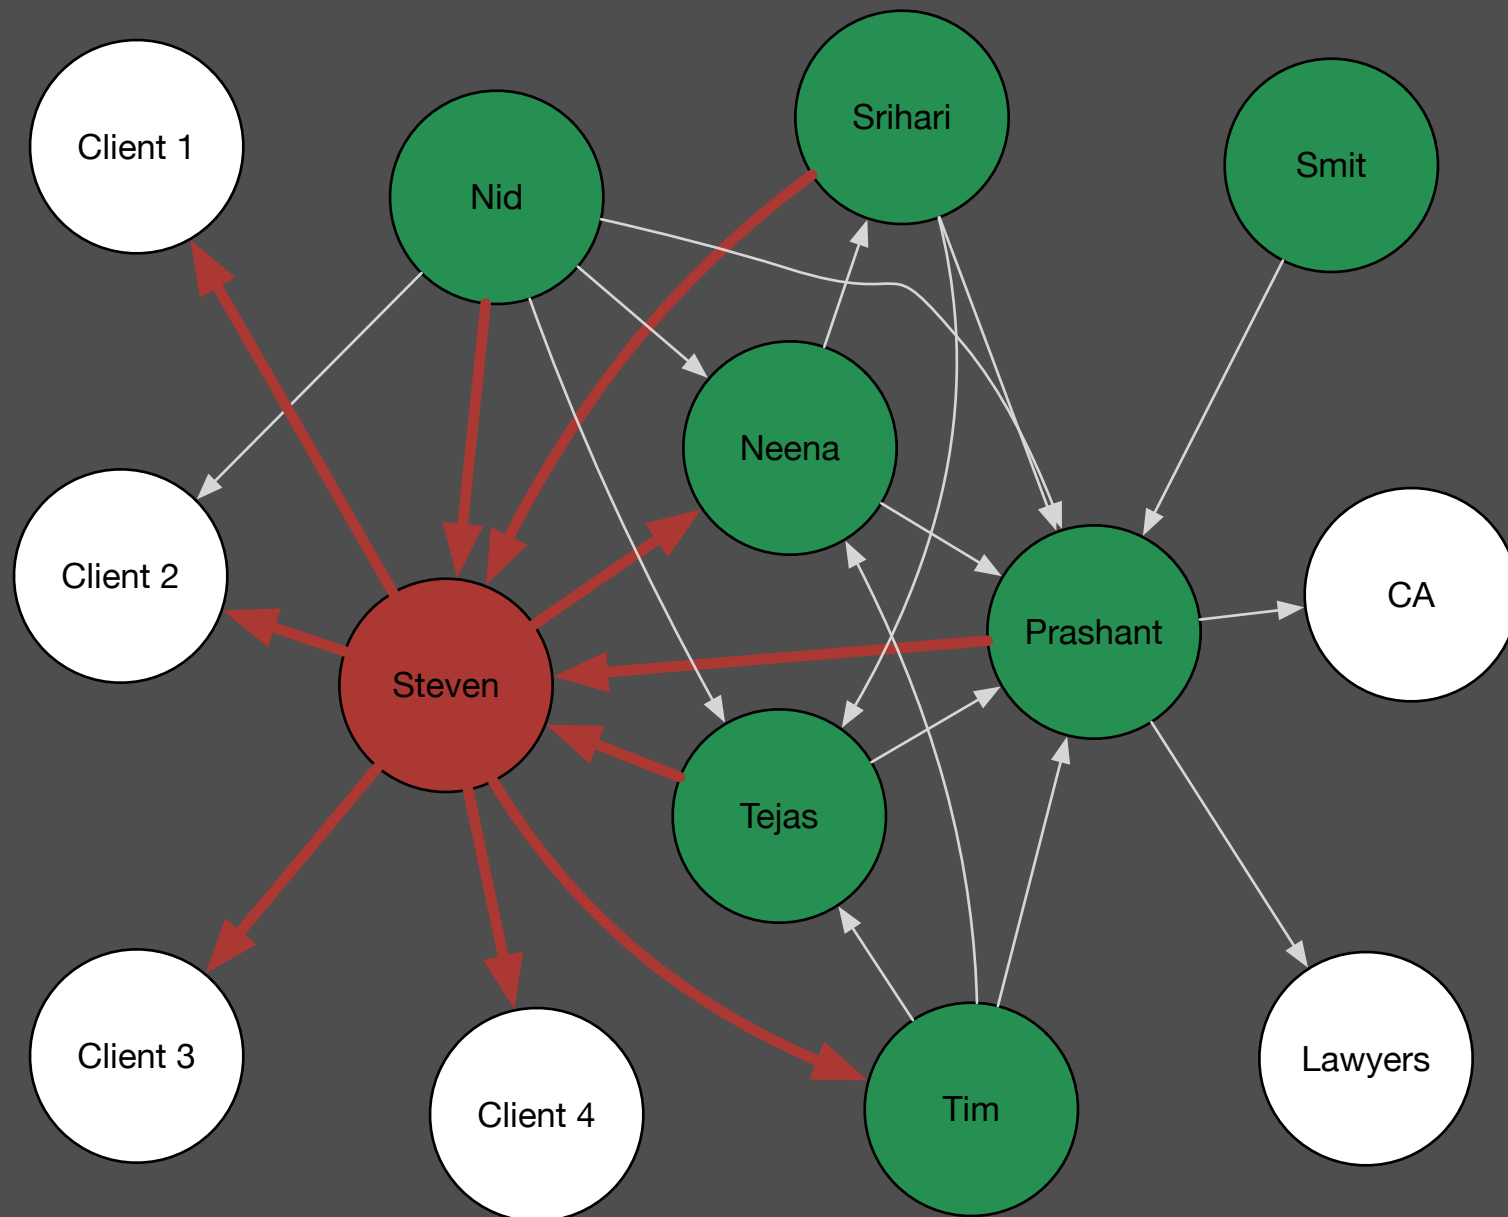 Client 1
Nid
Srihari
Smit
Neena
Client 2
Steven
Prashant
CA
Tejas
Client 3
Client 4
Tim
Lawyers